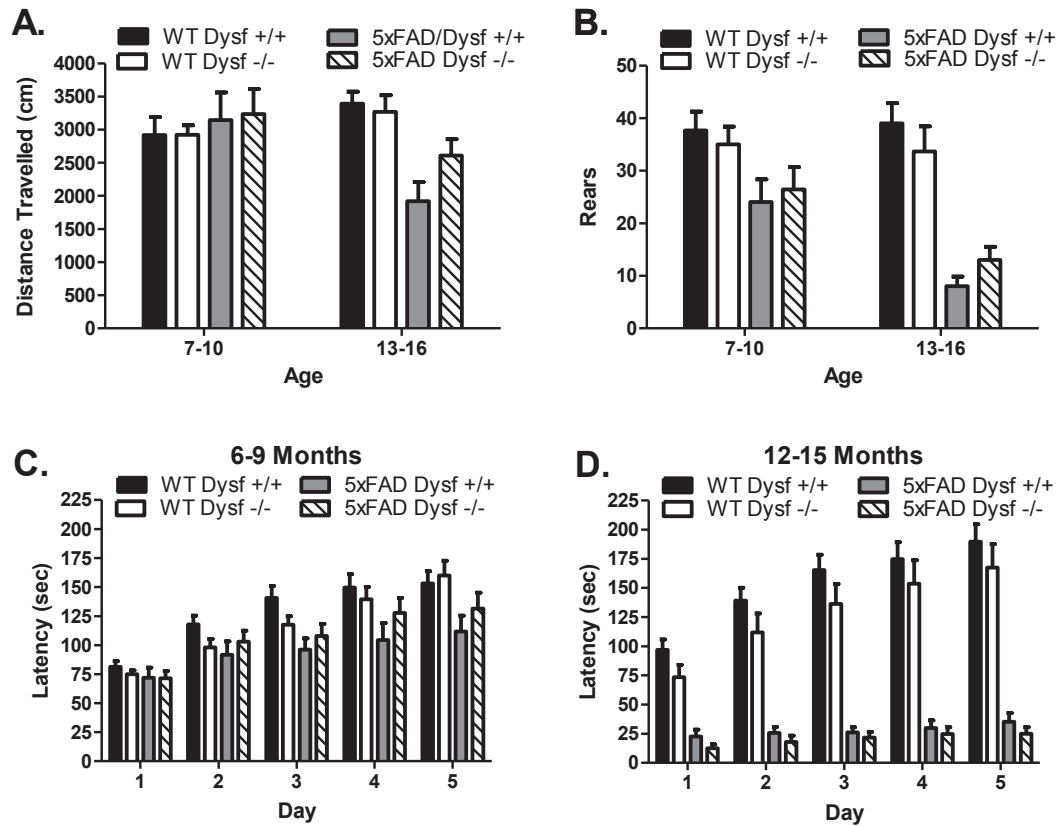 A.
WT Dysf +/+
5xFAD/Dysf +/+
WT Dysf -/-
5xFAD Dysf -/-
4000
3500
3000
2500
2000
1500
1000
500
0
Distance Travelled (cm)
7-10
13-16
Age
B.
WT Dysf +/+
5xFAD Dysf +/+
WT Dysf -/-
5xFAD Dysf -/-
50
40
30
20
10
0
Rears
7-10
13-16
Age
C.
6-9 Months
WT Dysf +/+
5xFAD Dysf +/+
WT Dysf -/-
5xFAD Dysf -/-
225
200
175
150
125
100
75
50
25
0
Latency (sec)
1
2
3
4
5
Day
D.
12-15 Months
WT Dysf +/+
5xFAD Dysf +/+
WT Dysf -/-
5xFAD Dysf -/-
225
200
175
150
125
100
75
50
25
0
Latency (sec)
1
2
3
4
5
Day